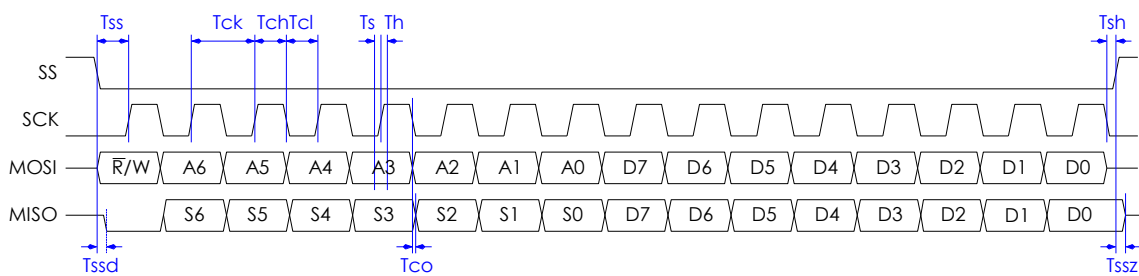 Tss Tck TchTcl Ts Th Tsh
SS
SCK
MOSI R̅/W A6 A5 A4 A3 A2 A1 A0 D7 D6 D5 D4 D3 D2 D1 D0
MISO S6 S5 S4 S3 S2 S1 S0 D7 D6 D5 D4 D3 D2 D1 D0
Tssd Tco Tssz